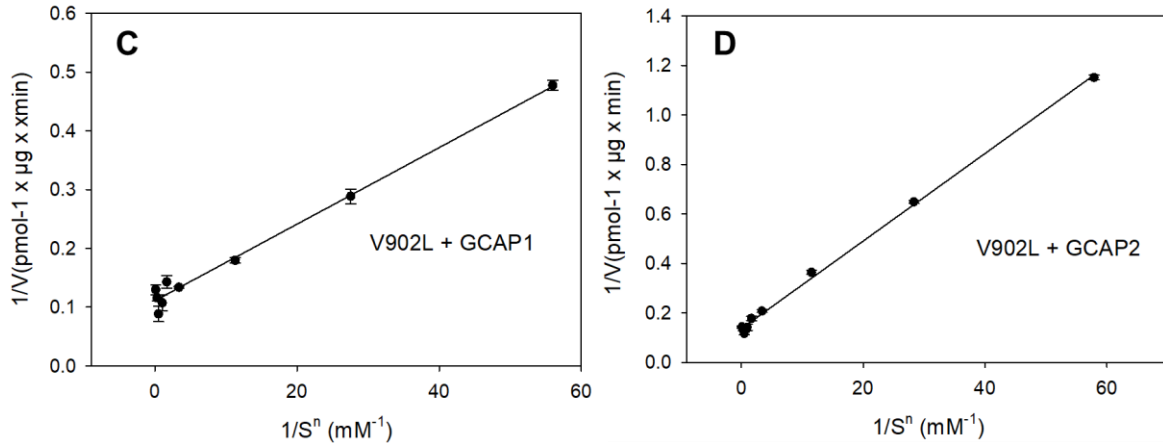 C
1/V(pmol-1 x µg x xmin)
0.6
0.5
0.4
0.3
0.2
0.1
0.0
V902L + GCAP1
0 20 40 60
1/Sⁿ (mM⁻¹)
D
1/V(pmol-1 x µg x min)
1.4
1.2
1.0
0.8
0.6
0.4
0.2
0.0
V902L + GCAP2
0 20 40 60
1/Sⁿ (mM⁻¹)